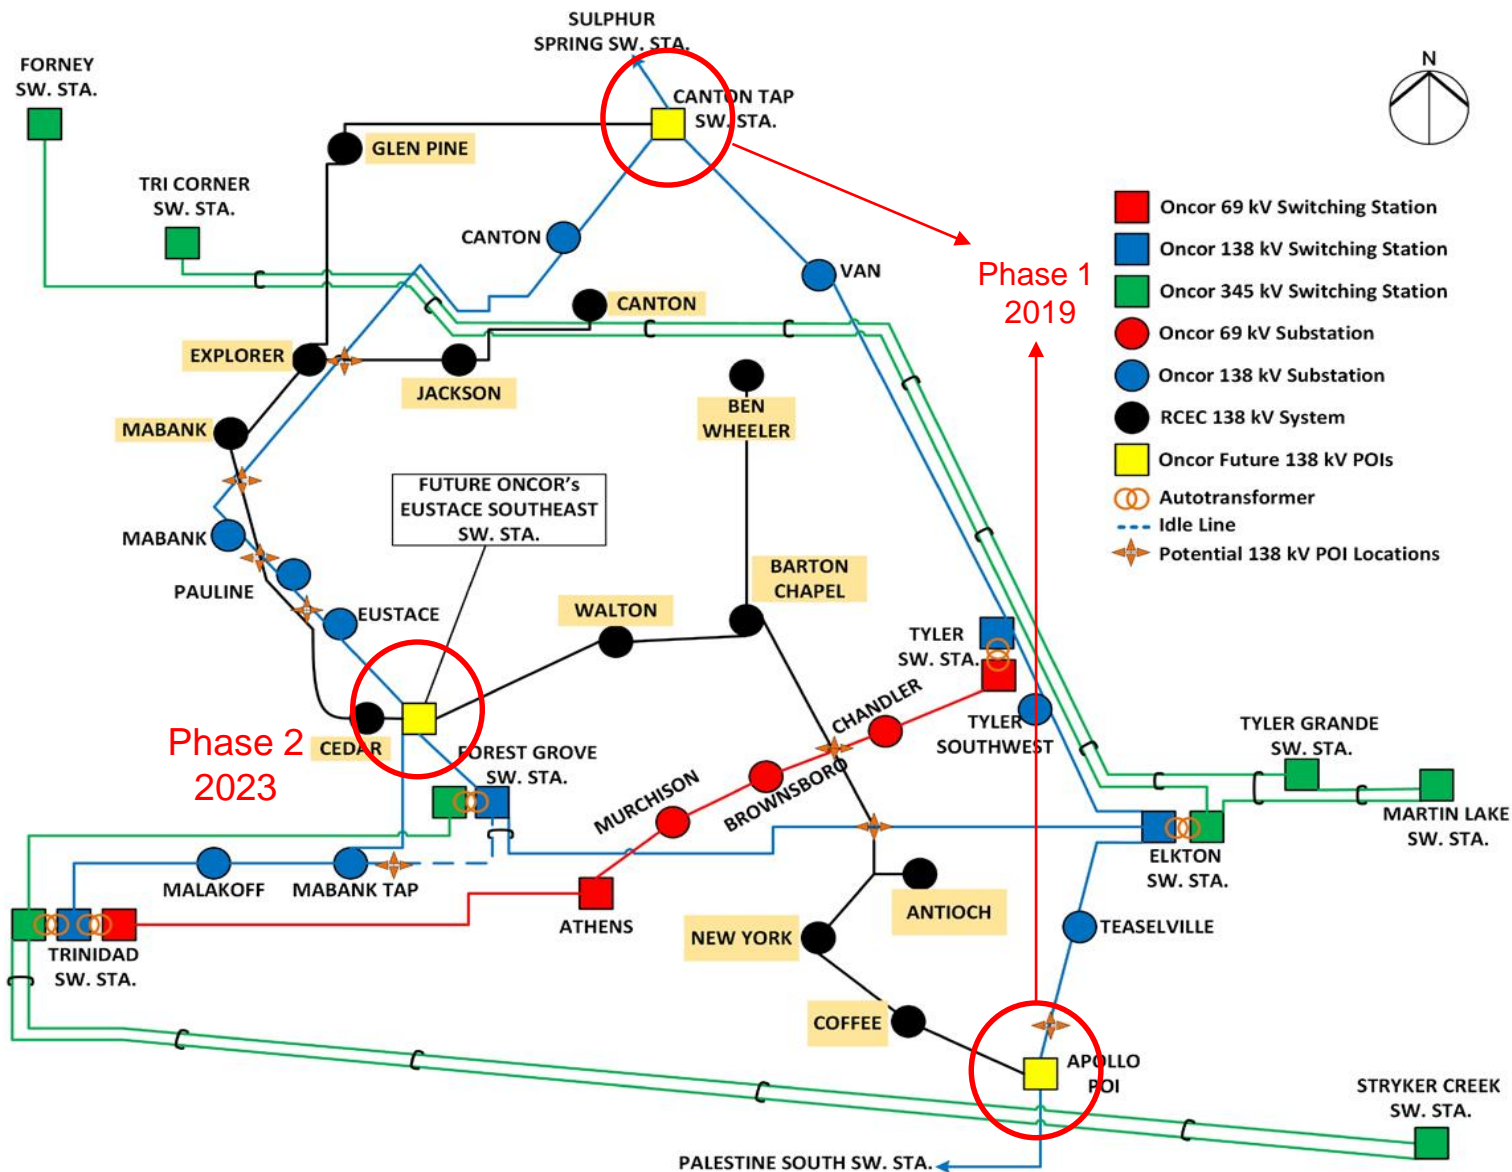 SULPHUR
SPRING SW. STA.
N
FORNEY
SW. STA.
CANTON TAP
SW. STA.
GLEN PINE
TRI CORNER
SW. STA.
Oncor 69 kV Switching Station
Oncor 138 kV Switching Station
Oncor 345 kV Switching Station
Oncor 69 kV Substation
Oncor 138 kV Substation
RCEC 138 kV System
Oncor Future 138 kV POIs
Autotransformer
Idle Line
Potential 138 kV POI Locations
CANTON
VAN
Phase 1
2019
CANTON
EXPLORER
JACKSON
BEN
WHEELER
MABANK
FUTURE ONCOR's
EUSTACE SOUTHEAST
SW. STA.
MABANK
PAULINE
EUSTACE
WALTON
BARTON
CHAPEL
TYLER
SW. STA.
CHANDLER
TYLER
SOUTHWEST
TYLER GRANDE
SW. STA.
Phase 2
2023
CEDAR
FOREST GROVE
SW. STA.
MURCHISON
BROWNSBORO
MARTIN LAKE
SW. STA.
MALAKOFF
MABANK TAP
ELKTON
SW. STA.
ATHENS
ANTIOCH
TRINIDAD
SW. STA.
NEW YORK
TEASELVILLE
COFFEE
APOLLO
POI
STRYKER CREEK
SW. STA.
PALESTINE SOUTH SW. STA.